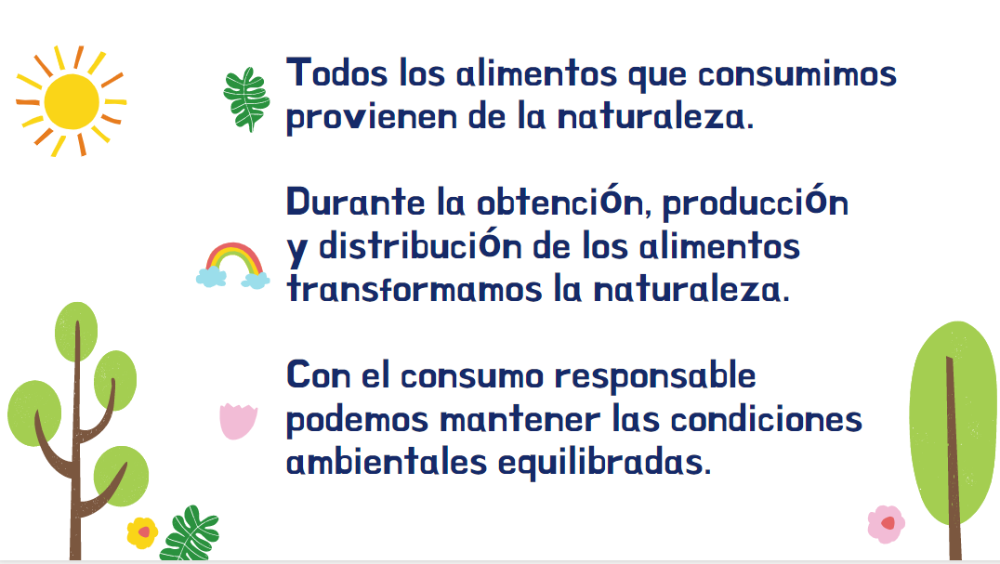 Todos los alimentos que consumimos
provienen de la naturaleza.
Durante la obtención, producción
y distribución de los alimentos
transformamos la naturaleza.
Con el consumo responsable
podemos mantener las condiciones
ambientales equilibradas.